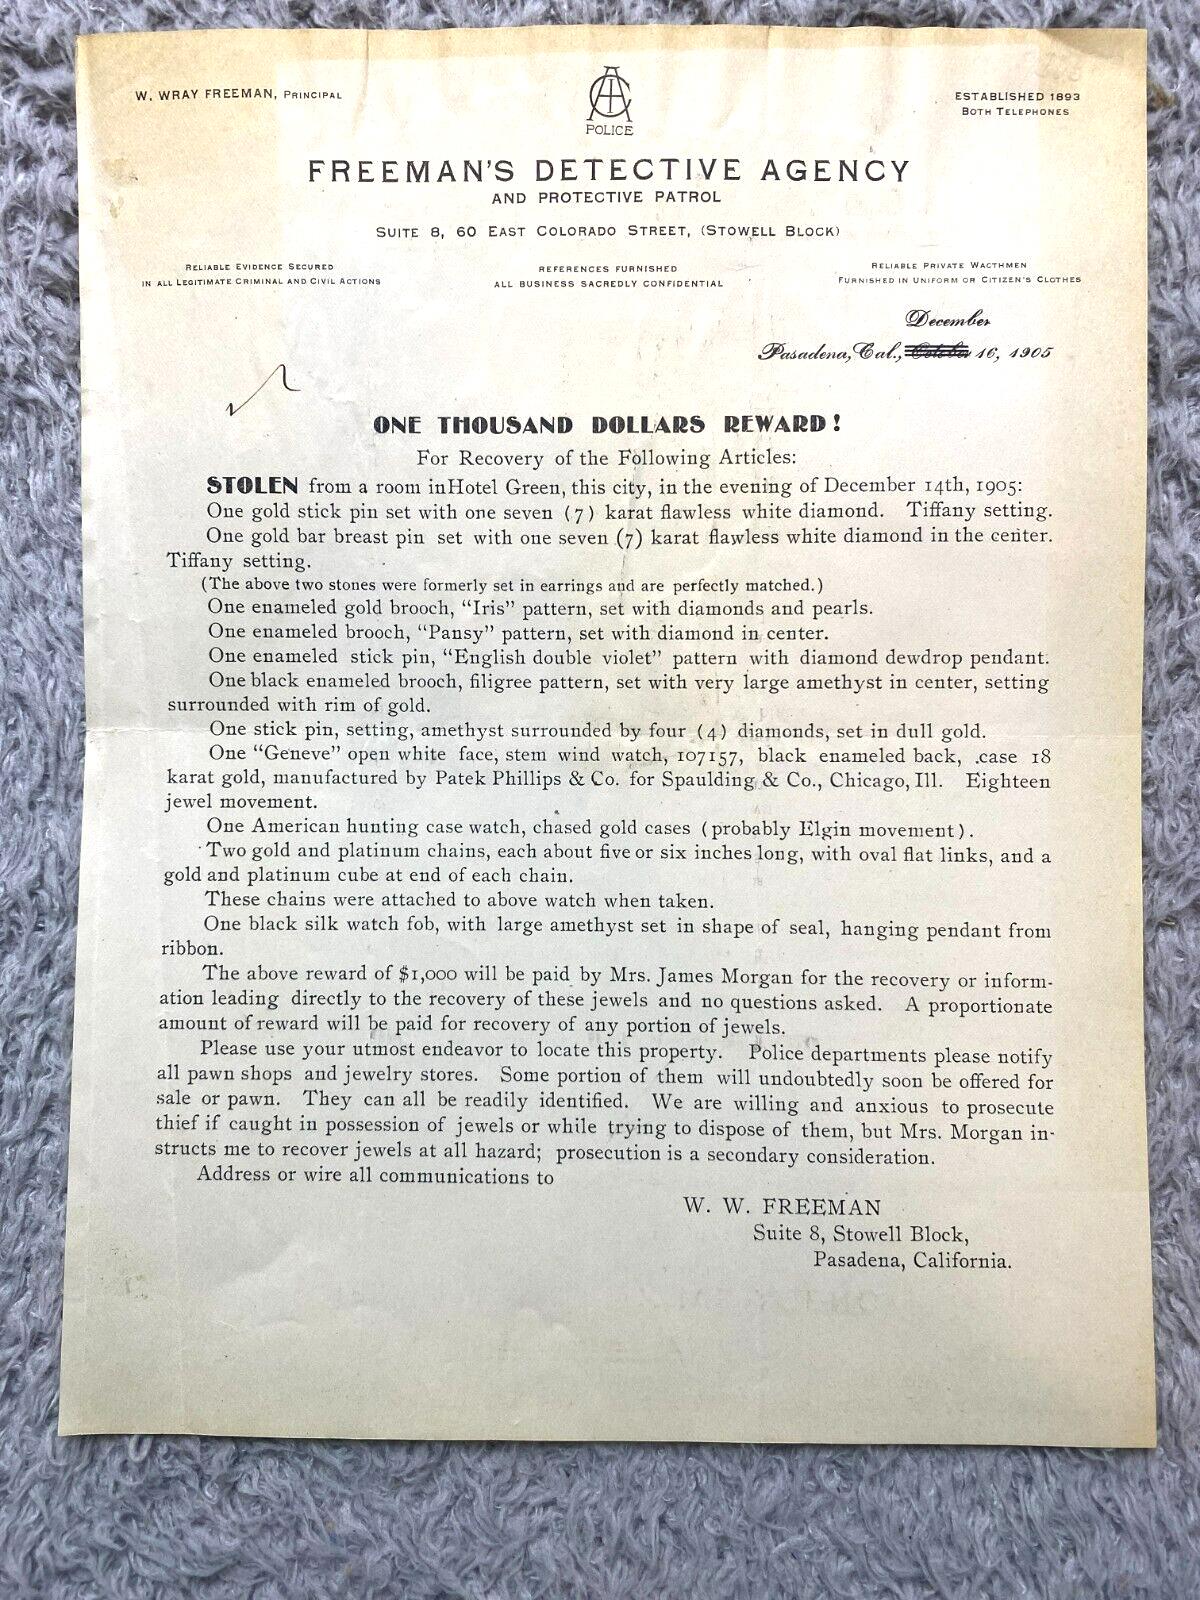 W. WRAY FREEMAN, PRINCIPAL
POLICE
ESTABLISHED 1893
BOTH TELEPHONES
FREEMAN'S DETECTIVE AGENCY
AND PROTECTIVE PATROL
SUITE 8, 60 EAST COLORADO STREET, (STOWELL BLOCK)
RELIABLE EVIDENCE SECURED
IN ALL LEGITIMATE CRIMINAL AND CIVIL ACTIONS
REFERENCES FURNISHED
ALL BUSINESS SACREDLY CONFIDENTIAL
RELIABLE PRIVATE WACTHMEN
FURNISHED IN UNIFORM OR CITIZEN'S CLOTHES
December
Pasadena, Cal., October 16, 1905
ONE THOUSAND DOLLARS REWARD!
For Recovery of the Following Articles:
STOLEN from a room inHotel Green, this city, in the evening of December 14th, 1905:
One gold stick pin set with one seven (7) karat flawless white diamond. Tiffany setting.
One gold bar breast pin set with one seven (7) karat flawless white diamond in the center.
Tiffany setting.
(The above two stones were formerly set in earrings and are perfectly matched.)
One enameled gold brooch, "Iris" pattern, set with diamonds and pearls.
One enameled brooch, "Pansy" pattern, set with diamond in center.
One enameled stick pin, "English double violet" pattern with diamond dewdrop pendant.
One black enameled brooch, filigree pattern, set with very large amethyst in center, setting
surrounded with rim of gold.
One stick pin, setting, amethyst surrounded by four (4) diamonds, set in dull gold.
One "Geneve" open white face, stem wind watch, 107157, black enameled back, case 18
karat gold, manufactured by Patek Phillips & Co. for Spaulding & Co., Chicago, Ill. Eighteen
jewel movement.
One American hunting case watch, chased gold cases (probably Elgin movement).
Two gold and platinum chains, each about five or six inches long, with oval flat links, and a
gold and platinum cube at end of each chain.
These chains were attached to above watch when taken.
One black silk watch fob, with large amethyst set in shape of seal, hanging pendant from
ribbon.
The above reward of $1,000 will be paid by Mrs. James Morgan for the recovery or inform-
ation leading directly to the recovery of these jewels and no questions asked. A proportionate
amount of reward will be paid for recovery of any portion of jewels.
Please use your utmost endeavor to locate this property. Police departments please notify
all pawn shops and jewelry stores. Some portion of them will undoubtedly soon be offered for
sale or pawn. They can all be readily identified. We are willing and anxious to prosecute
thief if caught in possession of jewels or while trying to dispose of them, but Mrs. Morgan in-
structs me to recover jewels at all hazard; prosecution is a secondary consideration.
Address or wire all communications to
W. W. FREEMAN
Suite 8, Stowell Block,
Pasadena, California.